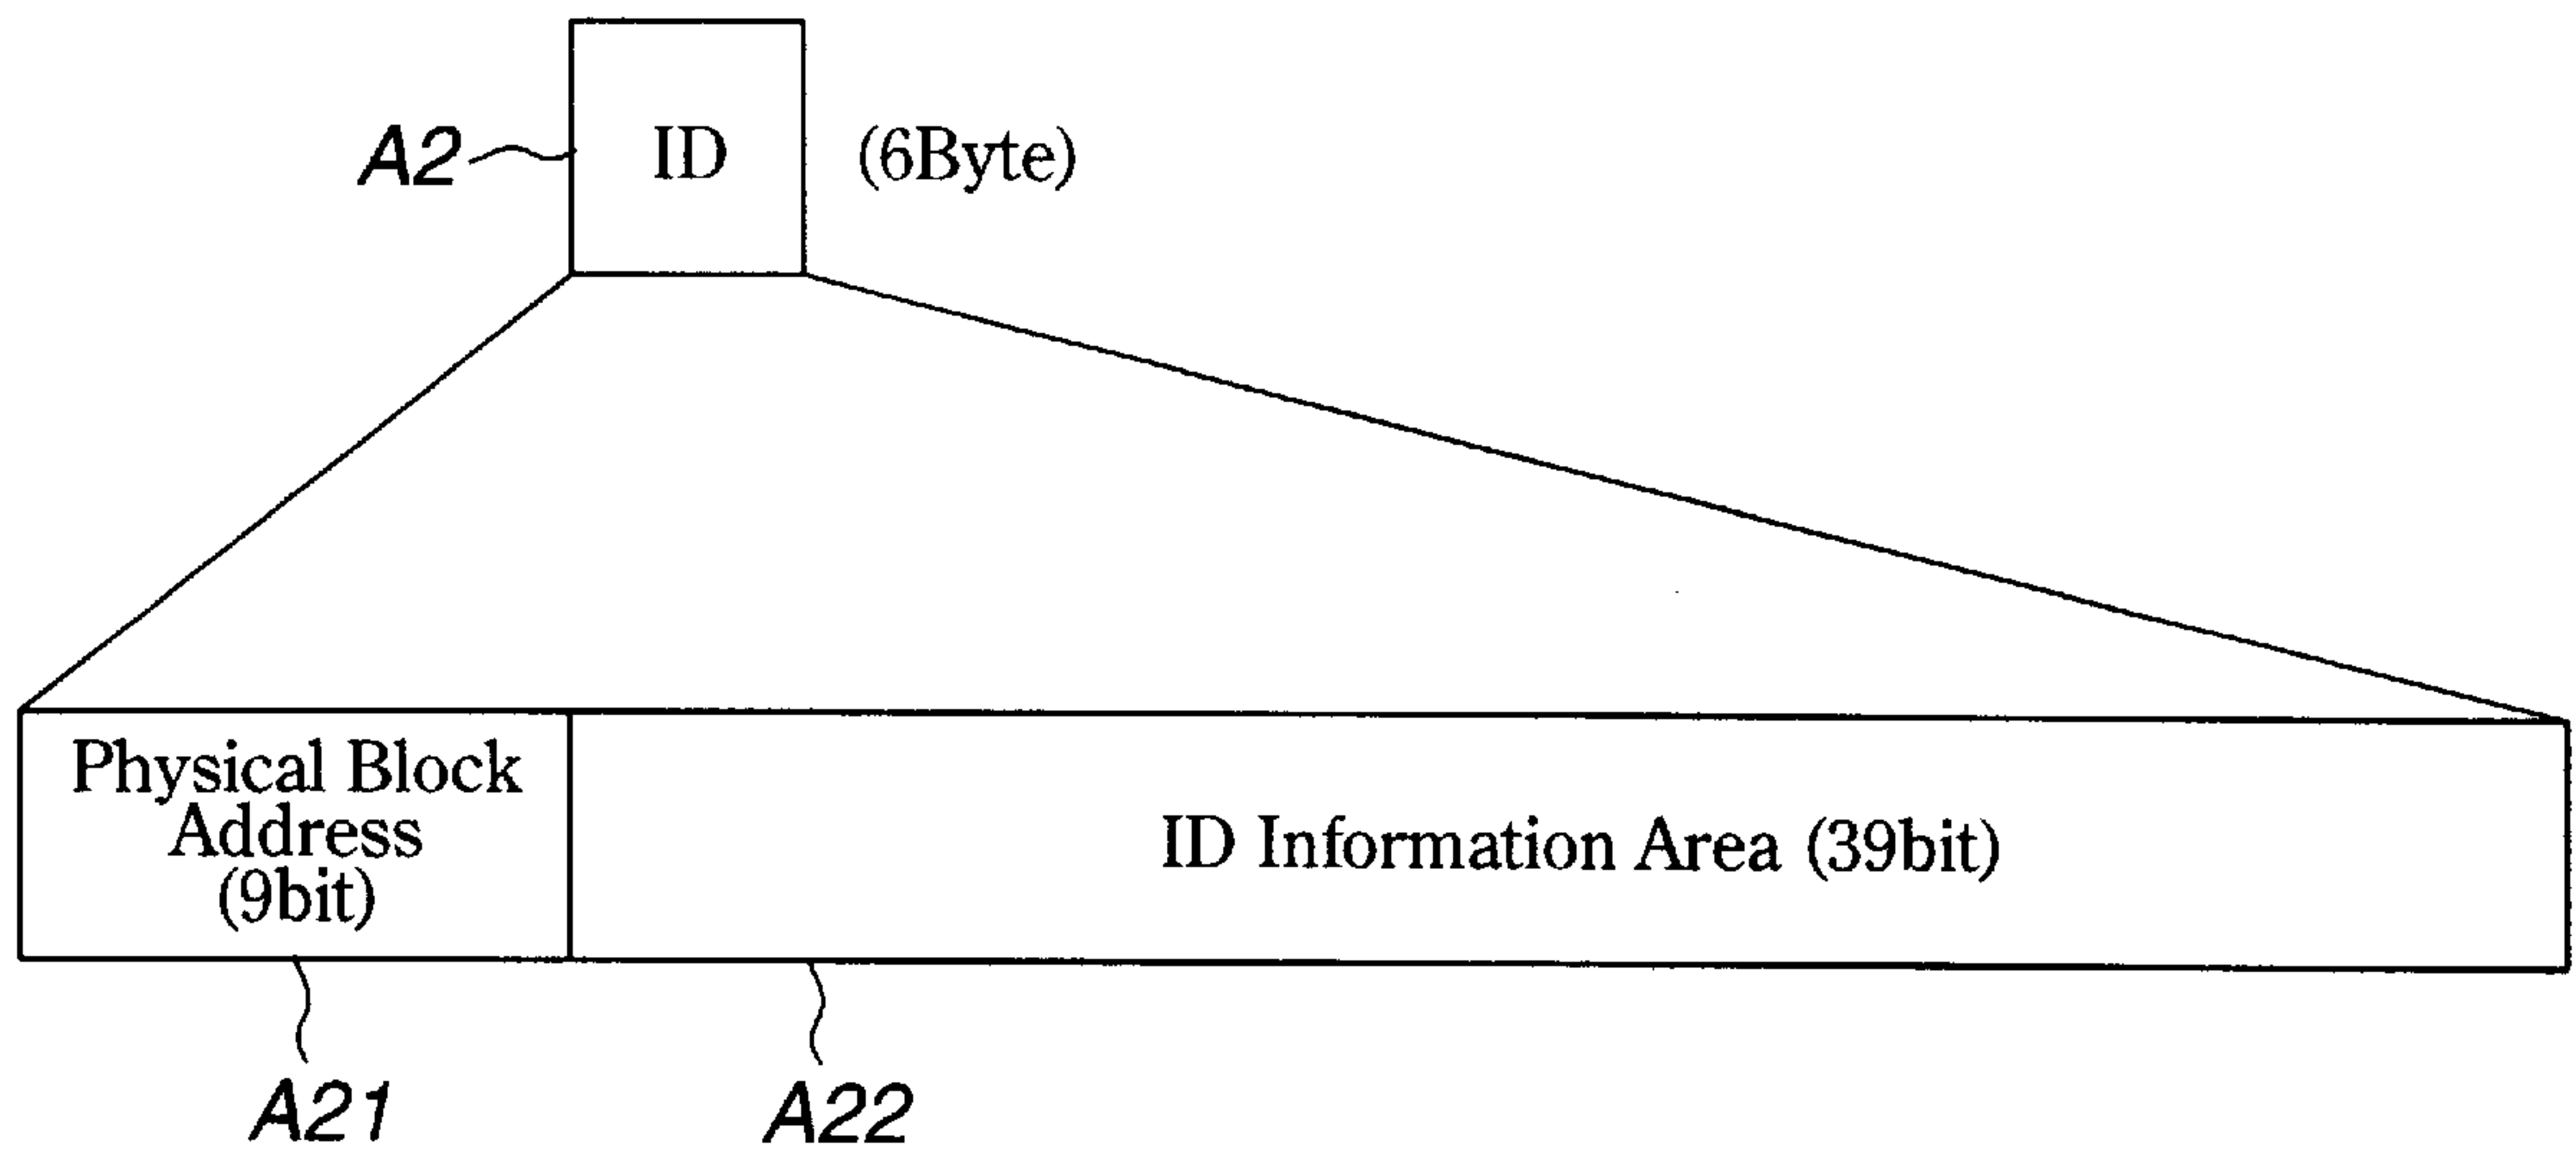 A2
ID
(6Byte)
Physical Block
Address
(9bit)
ID Information Area (39bit)
A21
A22